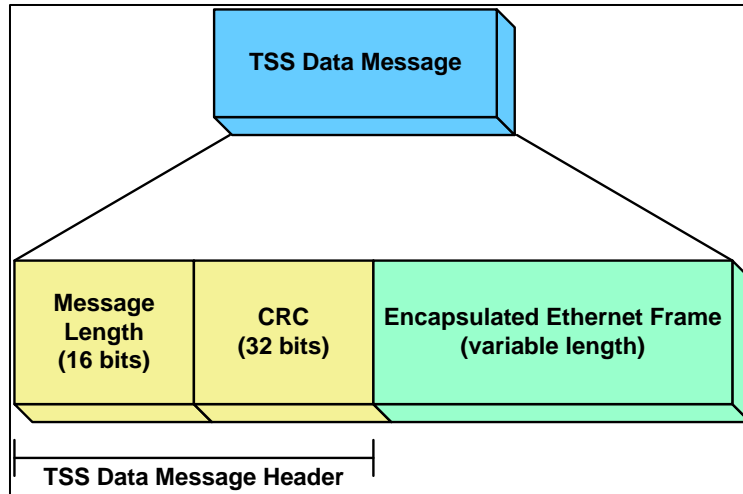 TSS Data Message
Message
Length
(16 bits)
CRC
(32 bits)
Encapsulated Ethernet Frame
(variable length)
TSS Data Message Header